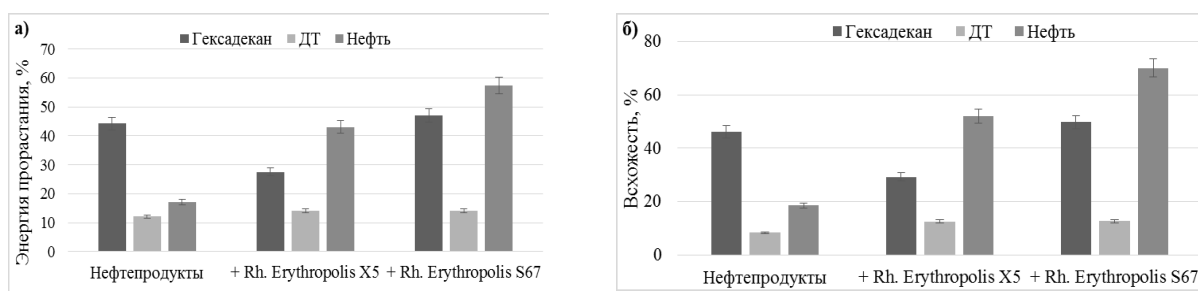 а)
Гексадекан ДТ Нефть
Энергия прорастания, %
70
60
50
40
30
20
10
0
Нефтепродукты + Rh. Erythropolis X5 + Rh. Erythropolis S67
б)
Гексадекан ДТ Нефть
Всхожесть, %
80
60
40
20
0
Нефтепродукты + Rh. Erythropolis X5 + Rh. Erythropolis S67